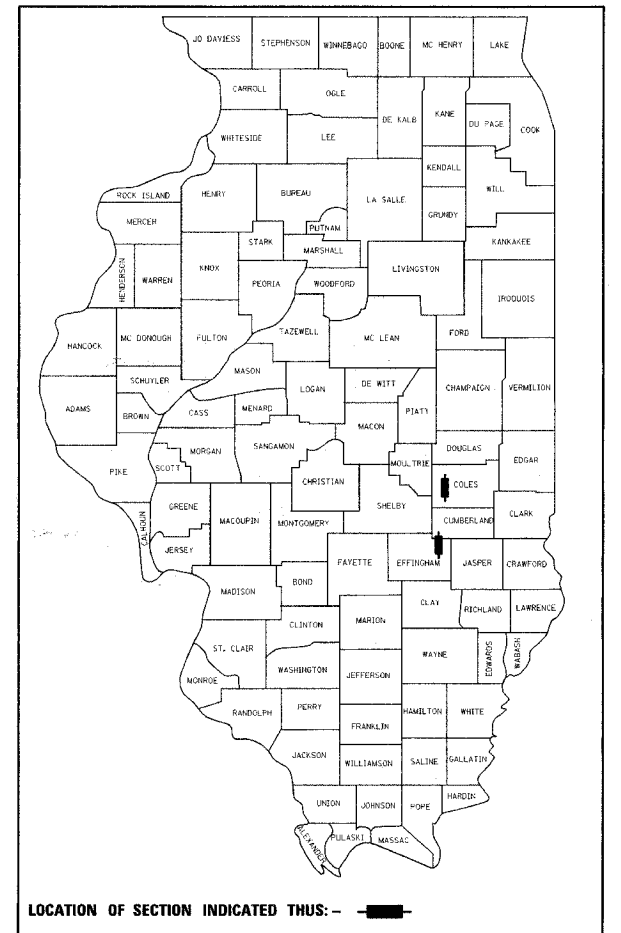 JO DAVIESS STEPHENSON WINNEBAGO BOONE MC HENRY LAKE
CARROLL OGLE DE KALB KANE DU PAGE COOK
WHITESIDE LEE KENDALL WILL
ROCK ISLAND HENRY BUREAU LA SALLE GRUNDY
MERCER PUTNAM KANKAKEE
STARK MARSHALL LIVINGSTON
HENDERSON WARREN KNOX PEORIA WOODFORD IROQUOIS
HANCOCK MC DONOUGH FULTON TAZEWELL MC LEAN FORD
SCHUYLER MASON LOGAN DE WITT CHAMPAIGN VERMILION
ADAMS BROWN CASS MENARD PIATY
MACON
PIKE SCOTT MORGAN SANGAMON MOULTRIE DOUGLAS EDGAR
CHRISTIAN SHELBY COLES
CALHOUN GREENE MACOUPIN MONTGOMERY CUMBERLAND CLARK
JERSEY FAYETTE EFFINGHAM JASPER CRAWFORD
MADISON BOND
CLAY RICHLAND LAWRENCE
CLINTON MARION
ST. CLAIR WAYNE EDWARDS WABASH
WASHINGTON JEFFERSON
MONROE
RANDOLPH PERRY HAMILTON WHITE
FRANKLIN
JACKSON WILLIAMSON SALINE GALLATIN
UNION JOHNSON POPE HARDIN
ALEXANDER PULASKI MASSAC
LOCATION OF SECTION INDICATED THUS: -